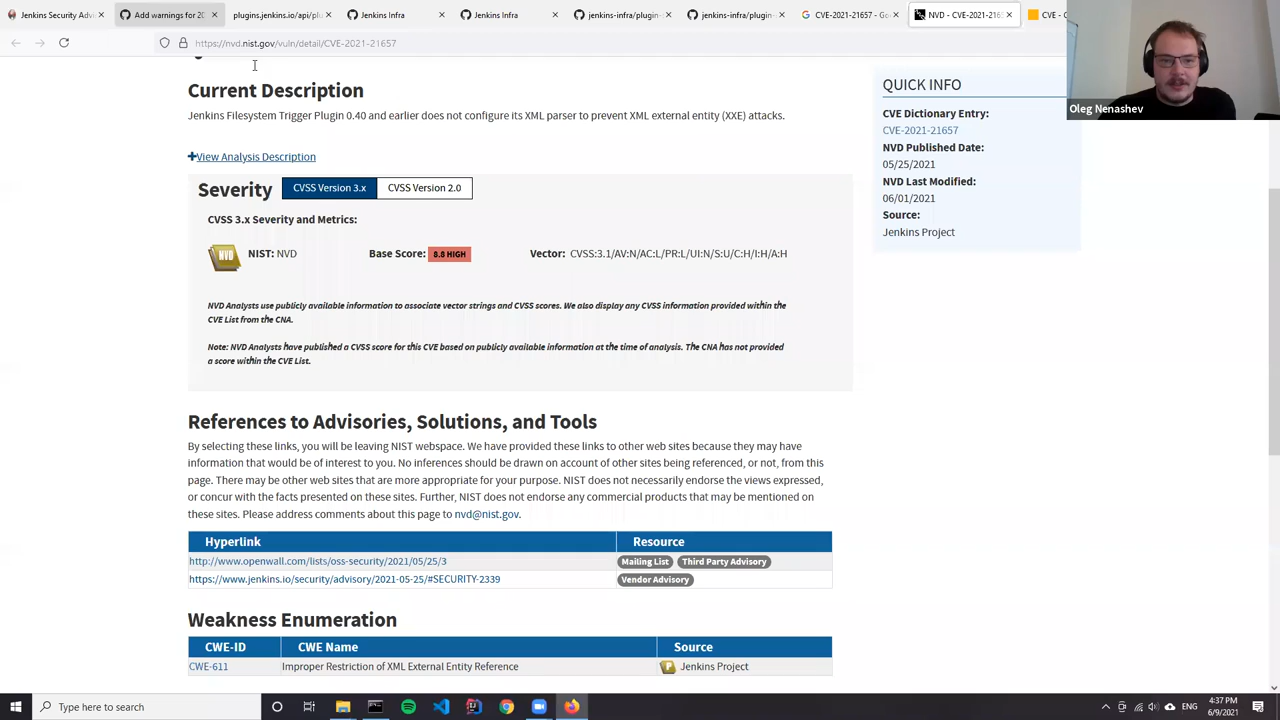 Jenkins Security Adviso
Add warnings for 20
plugins.jenkins.io/api/plu
Jenkins Infra
Jenkins Infra
jenkins-infra/plugin-
jenkins-infra/plugin-
CVE-2021-21657 - Go
NVD - CVE-2021-216
CVE - C
https://nvd.nist.gov/vuln/detail/CVE-2021-21657
Oleg Nenashev
Current Description
Jenkins Filesystem Trigger Plugin 0.40 and earlier does not configure its XML parser to prevent XML external entity (XXE) attacks.
View Analysis Description
Severity
CVSS Version 3.x
CVSS Version 2.0
CVSS 3.x Severity and Metrics:
NVD
NIST: NVD
Base Score: 8.8 HIGH
Vector: CVSS:3.1/AV:N/AC:L/PR:L/UI:N/S:U/C:H/I:H/A:H
NVD Analysts use publicly available information to associate vector strings and CVSS scores. We also display any CVSS information provided within the
CVE List from the CNA.
Note: NVD Analysts have published a CVSS score for this CVE based on publicly available information at the time of analysis. The CNA has not provided
a score within the CVE List.
QUICK INFO
CVE Dictionary Entry:
CVE-2021-21657
NVD Published Date:
05/25/2021
NVD Last Modified:
06/01/2021
Source:
Jenkins Project
References to Advisories, Solutions, and Tools
By selecting these links, you will be leaving NIST webspace. We have provided these links to other web sites because they may have
information that would be of interest to you. No inferences should be drawn on account of other sites being referenced, or not, from this
page. There may be other web sites that are more appropriate for your purpose. NIST does not necessarily endorse the views expressed,
or concur with the facts presented on these sites. Further, NIST does not endorse any commercial products that may be mentioned on
these sites. Please address comments about this page to nvd@nist.gov.
Hyperlink Resource
http://www.openwall.com/lists/oss-security/2021/05/25/3 Mailing List Third Party Advisory
https://www.jenkins.io/security/advisory/2021-05-25/#SECURITY-2339 Vendor Advisory
Weakness Enumeration
CWE-ID CWE Name Source
CWE-611 Improper Restriction of XML External Entity Reference Jenkins Project
Type here to search
4:37 PM
6/9/2021